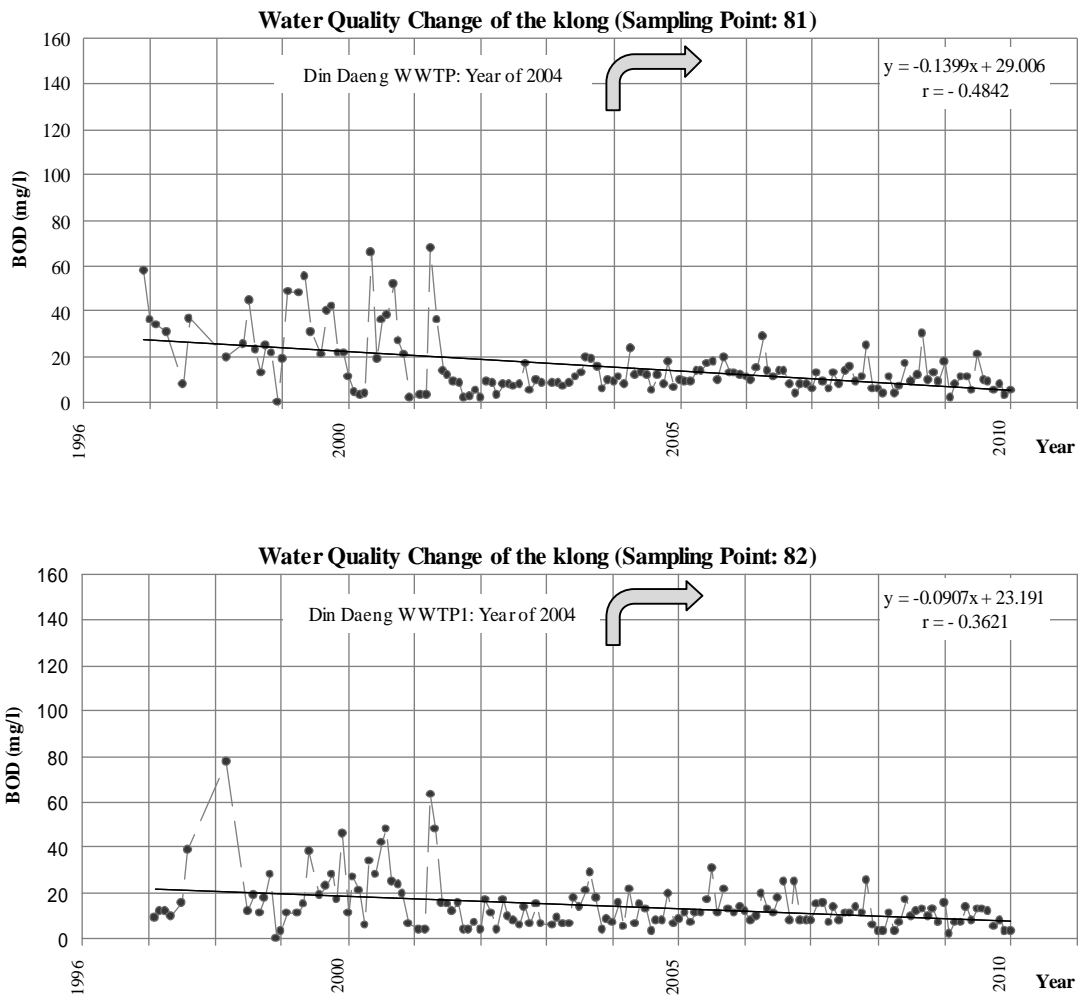 Water Quality Change of the klong (Sampling Point: 81)
160
140
120
100
80
60
40
20
0
BOD (mg/l)
Din Daeng WWTP: Year of 2004
y = -0.1399x + 29.006
r = - 0.4842
1996
2000
2005
2010
Year
Water Quality Change of the klong (Sampling Point: 82)
160
140
120
100
80
60
40
20
0
BOD (mg/l)
Din Daeng WWTP1: Year of 2004
y = -0.0907x + 23.191
r = - 0.3621
1996
2000
2005
2010
Year